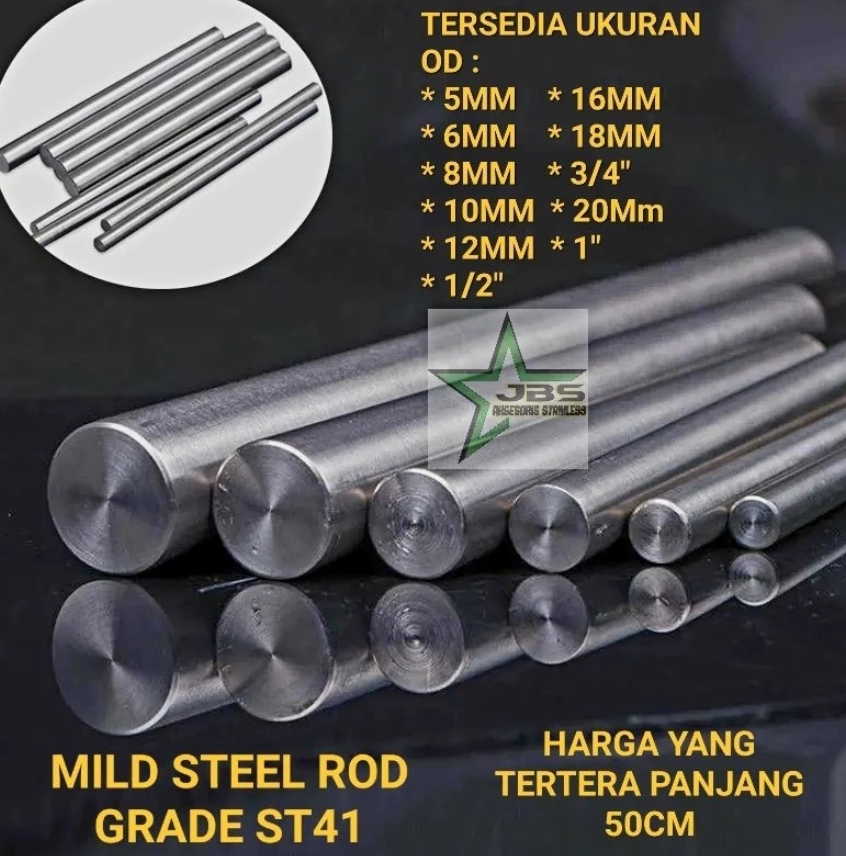 TERSEDIA UKURAN
OD :
* 5MM * 16MM
* 6MM * 18MM
* 8MM * 3/4"
* 10MM * 20Mm
* 12MM * 1"
* 1/2"
JBS
AKSESORIS STAINLESS
MILD STEEL ROD
GRADE ST41
HARGA YANG
TERTERA PANJANG
50CM